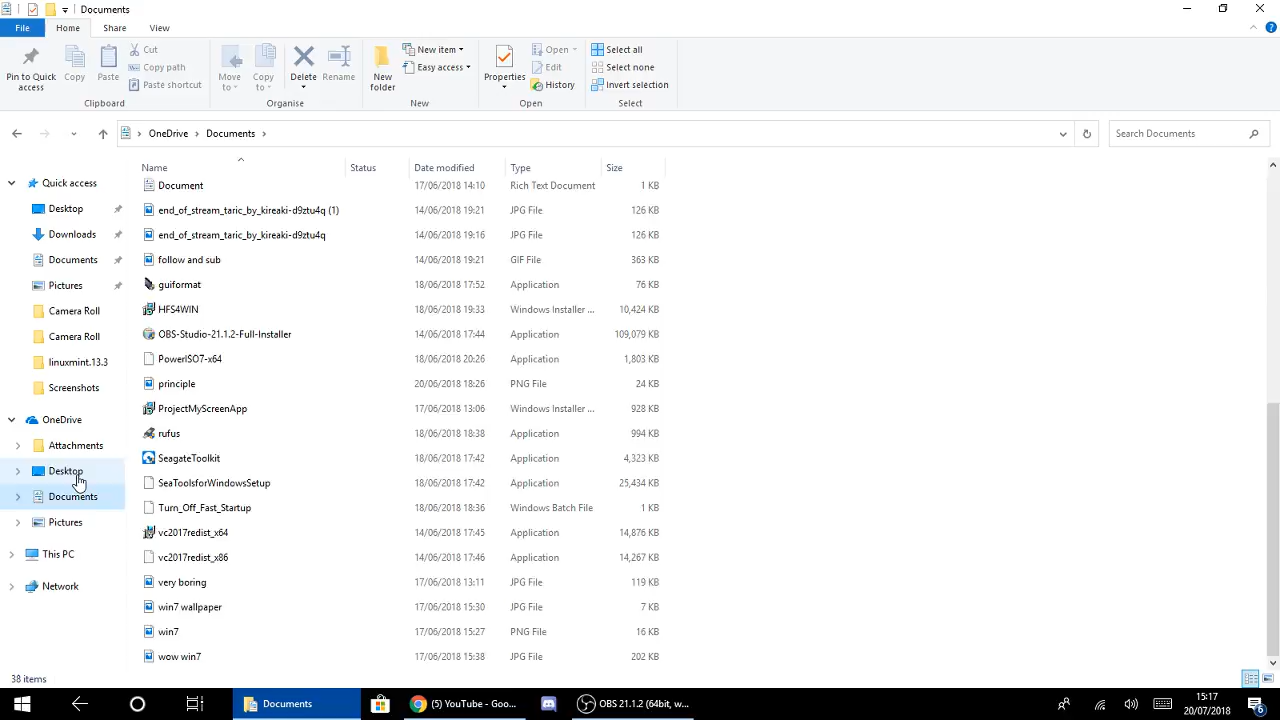 Documents
File Home Share View
Pin to Quick access
Copy
Paste
Cut
Copy path
Paste shortcut
Clipboard
Move to
Copy to
Delete
Rename
Organise
New folder
New item
Easy access
New
Properties
Open
Edit
History
Open
Select all
Select none
Invert selection
Select
OneDrive Documents
Search Documents
Quick access
Desktop
Downloads
Documents
Pictures
Camera Roll
Camera Roll
linuxmint.13.3
Screenshots
OneDrive
Attachments
Desktop
Documents
Pictures
This PC
Network
Name Status Date modified Type Size
Document 17/06/2018 14:10 Rich Text Document 1 KB
end_of_stream_taric_by_kireaki-d9ztu4q (1) 14/06/2018 19:21 JPG File 126 KB
end_of_stream_taric_by_kireaki-d9ztu4q 14/06/2018 19:16 JPG File 126 KB
follow and sub 14/06/2018 19:21 GIF File 363 KB
guiformat 18/06/2018 17:52 Application 76 KB
HFS4WIN 18/06/2018 19:33 Windows Installer ... 10,424 KB
OBS-Studio-21.1.2-Full-Installer 14/06/2018 17:44 Application 109,079 KB
PowerISO7-x64 18/06/2018 20:26 Application 1,803 KB
principle 20/06/2018 18:26 PNG File 24 KB
ProjectMyScreenApp 17/06/2018 13:06 Windows Installer ... 928 KB
rufus 18/06/2018 18:38 Application 994 KB
SeagateToolkit 18/06/2018 17:42 Application 4,323 KB
SeaToolsforWindowsSetup 18/06/2018 17:42 Application 25,434 KB
Turn_Off_Fast_Startup 18/06/2018 18:36 Windows Batch File 1 KB
vc2017redist_x64 14/06/2018 17:45 Application 14,876 KB
vc2017redist_x86 14/06/2018 17:46 Application 14,267 KB
very boring 17/06/2018 13:11 JPG File 119 KB
win7 wallpaper 17/06/2018 15:30 JPG File 7 KB
win7 17/06/2018 15:27 PNG File 16 KB
wow win7 17/06/2018 15:38 JPG File 202 KB
38 items
Documents
(5) YouTube - Goo...
OBS 21.1.2 (64bit, w...
15:17
20/07/2018
6